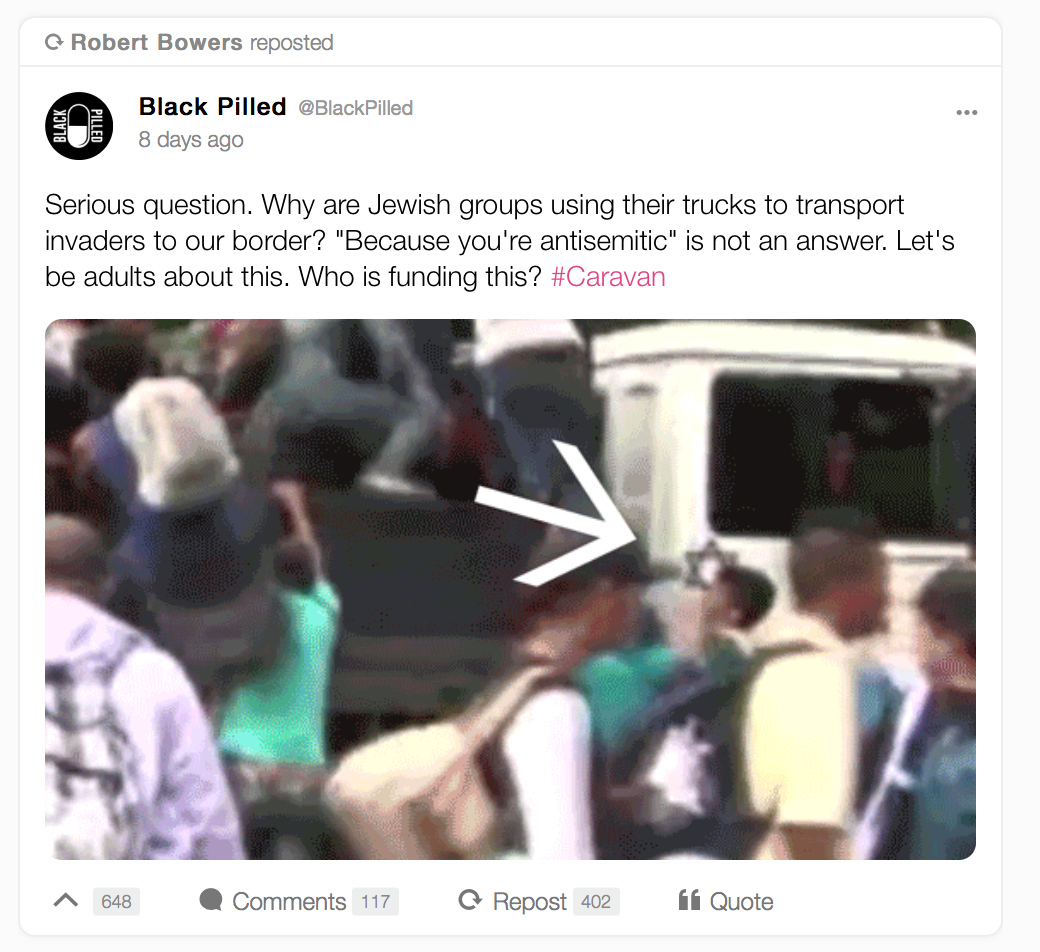 Robert Bowers reposted
BLACK PILLED
Black Pilled @BlackPilled
8 days ago
Serious question. Why are Jewish groups using their trucks to transport
invaders to our border? "Because you're antisemitic" is not an answer. Let's
be adults about this. Who is funding this? #Caravan
648 Comments 117 Repost 402 Quote